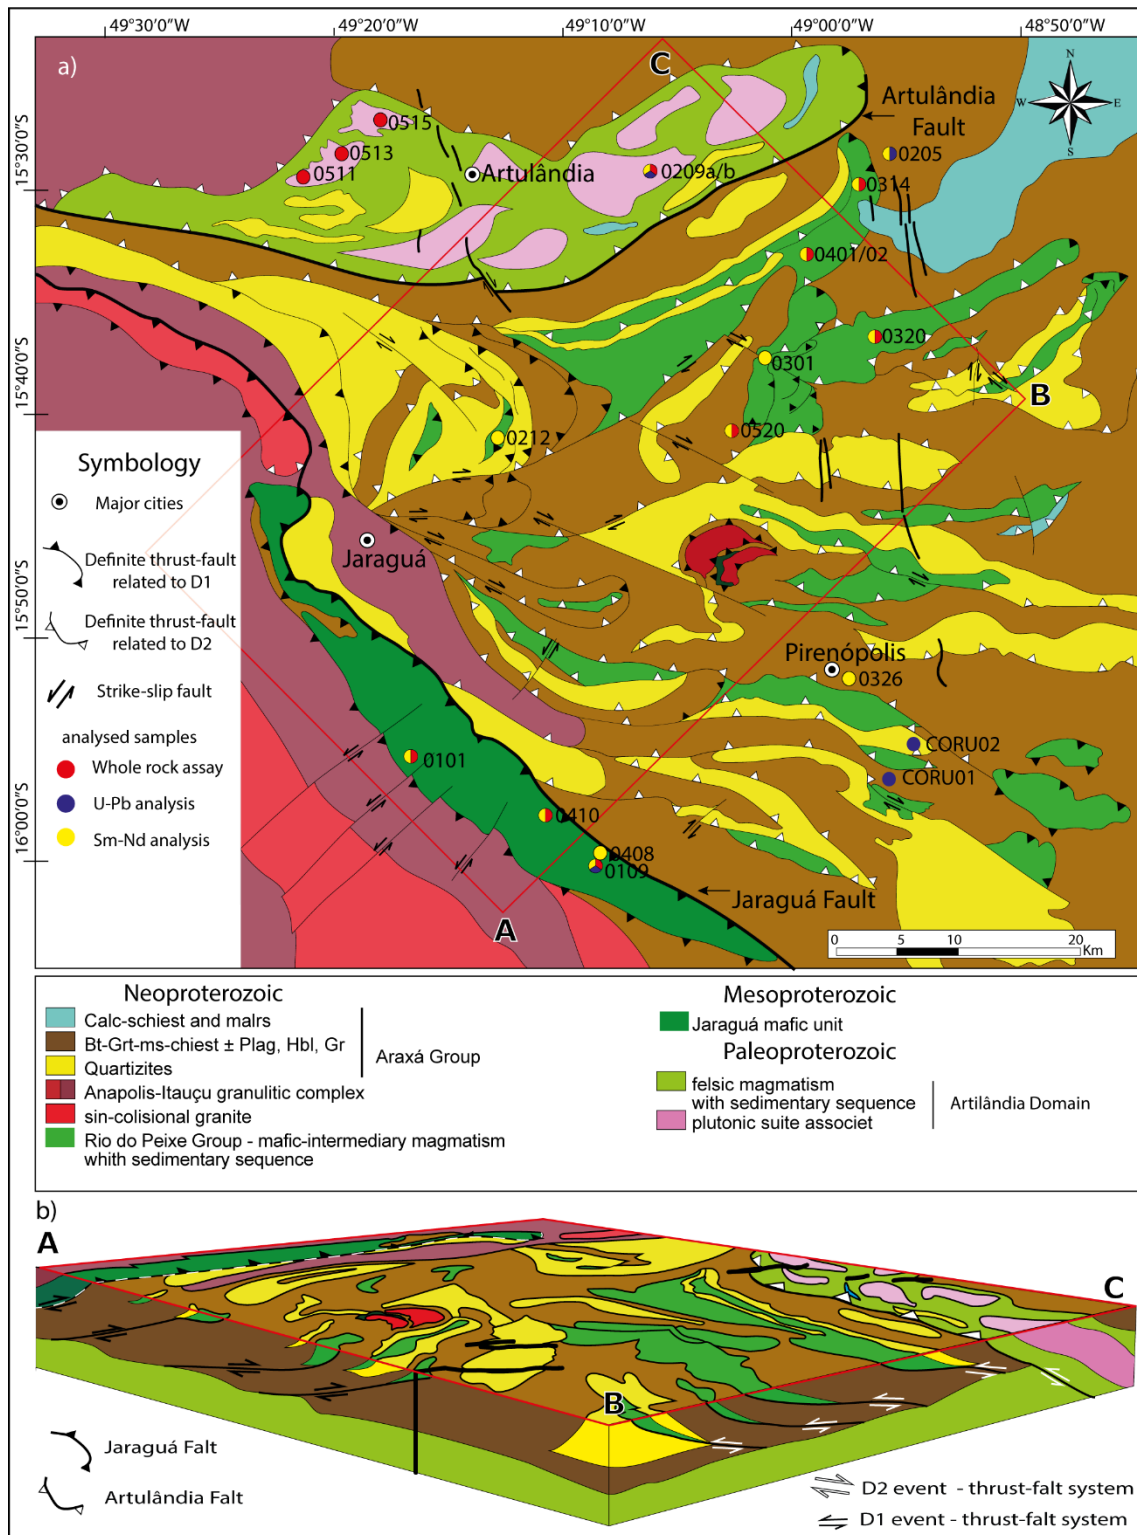 49°30'0"W 49°20'0"W 49°10'0"W 49°00'0"W 48°50'0"W
a)
C
N
W E
S
Artulândia
Fault
15°30'0"S
0515
0513
0511
Artulândia
0209a/b
0205
0314
0401/02
0320
0301
15°40'0"S
B
0212
0520
Symbology
Major cities
Definite thrust-fault
related to D1
Definite thrust-fault
related to D2
Strike-slip fault
analysed samples
Whole rock assay
U-Pb analysis
Sm-Nd analysis
Jaraguá
15°50'0"S
Pirenópolis
0326
CORU02
CORU01
0101
0410
16°00'0"S
0408
0109
Jaraguá Fault
A
0 5 10 20
Km
Neoproterozoic
Calc-schiest and malrs
Bt-Grt-ms-chiest ± Plag, Hbl, Gr
Quartizites
Araxá Group
Anapolis-Itauçu granulitic complex
sin-colisional granite
Rio do Peixe Group - mafic-intermediary magmatism
whith sedimentary sequence
Mesoproterozoic
Jaraguá mafic unit
Paleoproterozoic
felsic magmatism
with sedimentary sequence
plutonic suite associet
Artilândia Domain
b)
A
C
B
Jaraguá Falt
Artulândia Falt
D2 event - thrust-falt system
D1 event - thrust-falt system